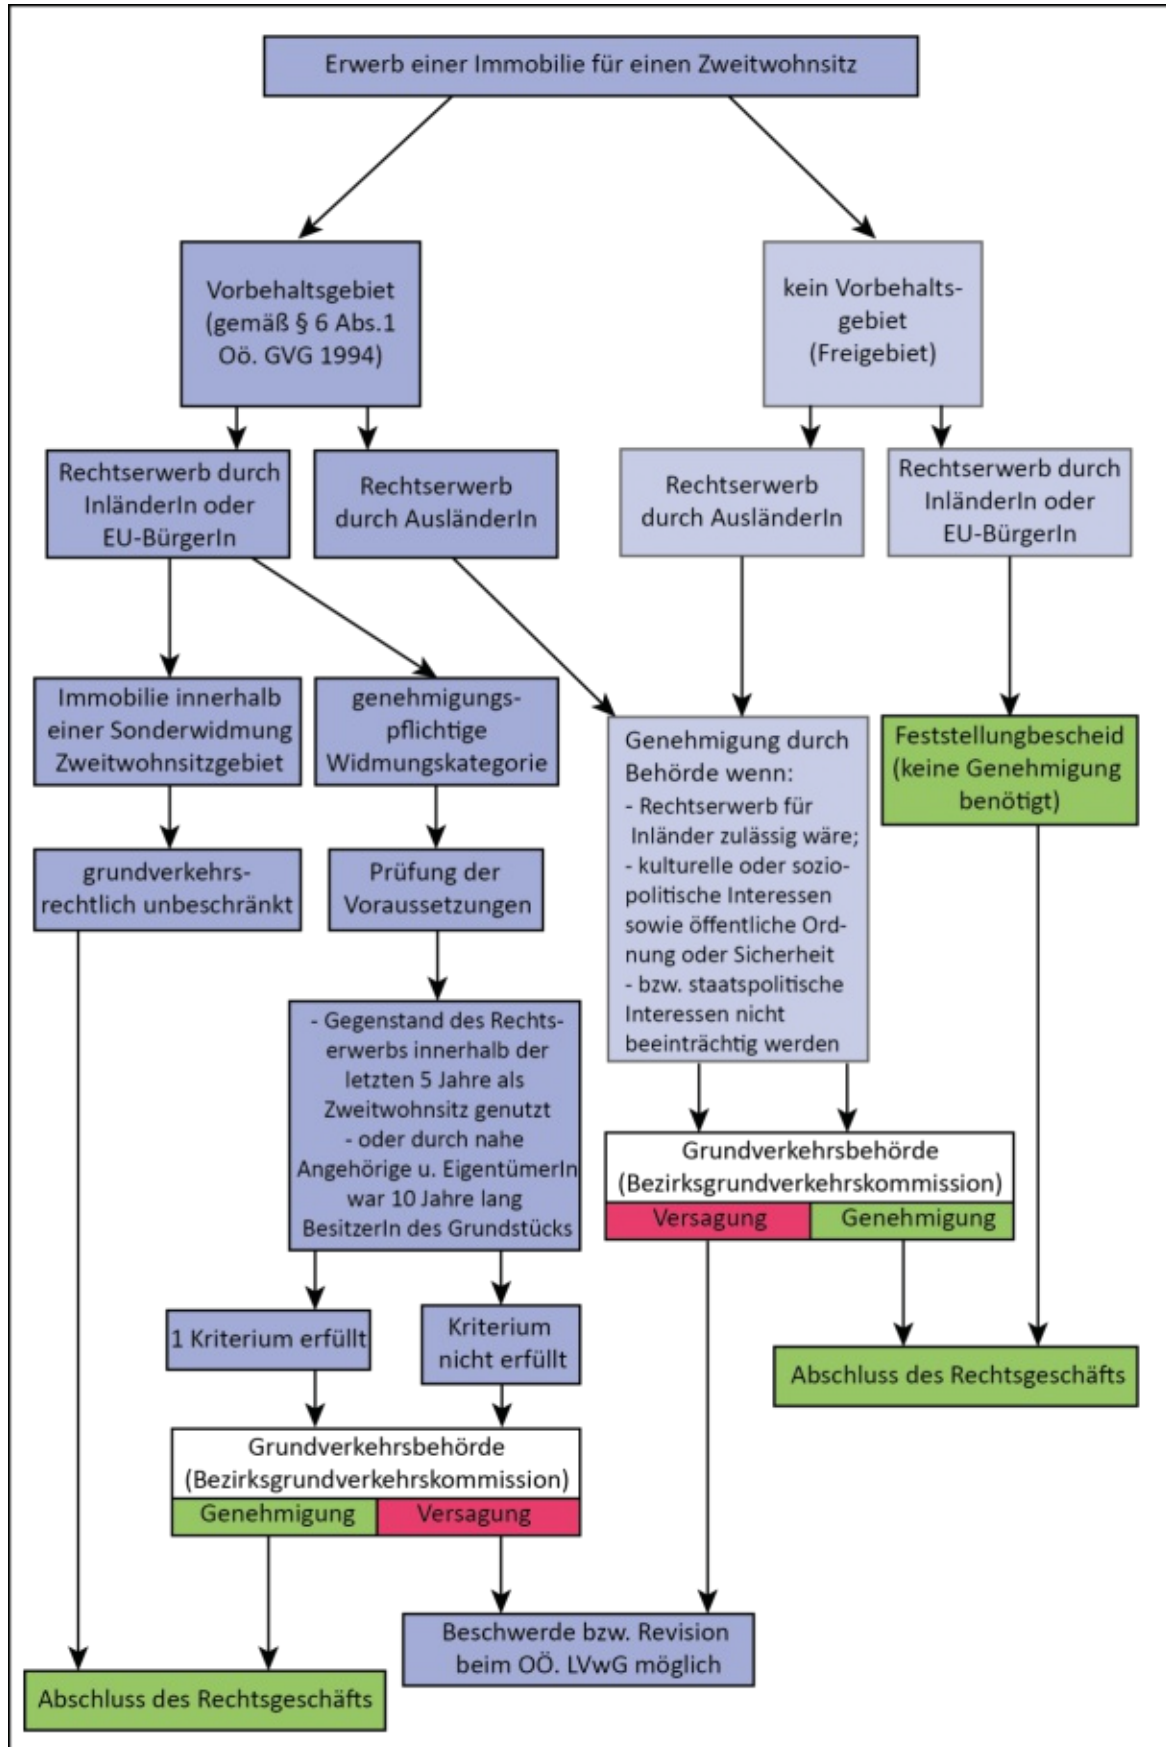 Erwerb einer Immobilie für einen Zweitwohnsitz
Vorbehaltsgebiet
(gemäß § 6 Abs.1
Oö. GVG 1994)
kein Vorbehalts-
gebiet
(Freigebiet)
Rechtserwerb durch
InländerIn oder
EU-BürgerIn
Rechtserwerb
durch AusländerIn
Rechtserwerb
durch AusländerIn
Rechtserwerb durch
InländerIn oder
EU-BürgerIn
Immobilie innerhalb
einer Sonderwidmung
Zweitwohnsitzgebiet
genehmigungs-
pflichtige
Widmungskategorie
Genehmigung durch
Behörde wenn:
- Rechtserwerb für
Inländer zulässig wäre;
- kulturelle oder sozio-
politische Interessen
sowie öffentliche Ord-
nung oder Sicherheit
- bzw. staatspolitische
Interessen nicht
beeinträchtig werden
Feststellungbescheid
(keine Genehmigung
benötigt)
grundverkehrs-
rechtlich unbeschränkt
Prüfung der
Voraussetzungen
- Gegenstand des Rechts-
erwerbs innerhalb der
letzten 5 Jahre als
Zweitwohnsitz genutzt
- oder durch nahe
Angehörige u. EigentümerIn
war 10 Jahre lang
BesitzerIn des Grundstücks
Grundverkehrsbehörde
(Bezirksgrundverkehrskommission)
Versagung
Genehmigung
1 Kriterium erfüllt
Kriterium
nicht erfüllt
Abschluss des Rechtsgeschäfts
Grundverkehrsbehörde
(Bezirksgrundverkehrskommission)
Genehmigung
Versagung
Beschwerde bzw. Revision
beim OÖ. LVwG möglich
Abschluss des Rechtsgeschäfts